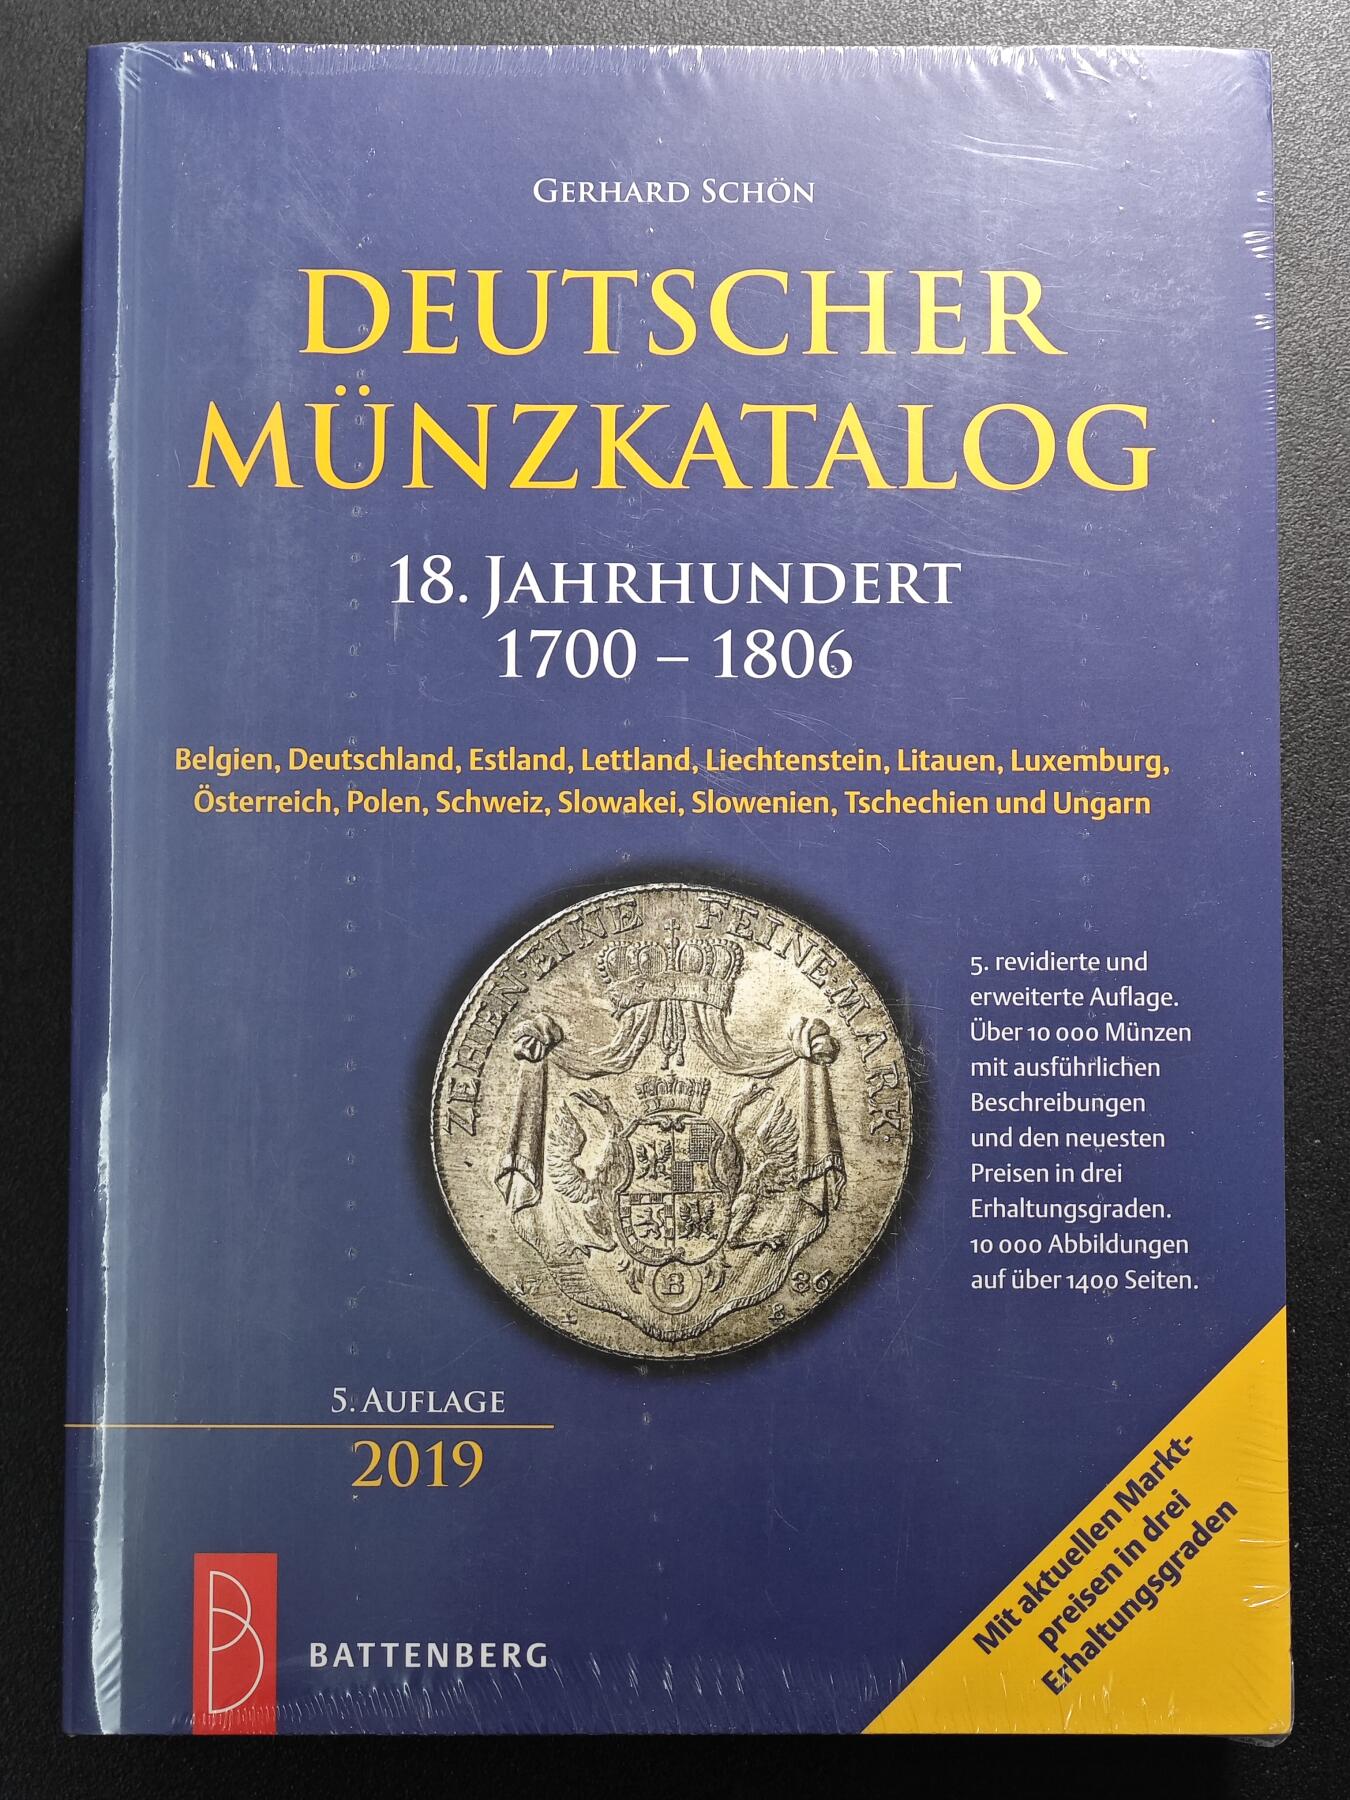 GERHARD SCHÖN
DEUTSCHER
MÜNZKATALOG
18. JAHRHUNDERT
1700 – 1806
Belgien, Deutschland, Estland, Lettland, Liechtenstein, Litauen, Luxemburg,
Österreich, Polen, Schweiz, Slowakei, Slowenien, Tschechien und Ungarn
ZEHEN EINE FEINE MARK
B
17 86
5. revidierte und
erweiterte Auflage.
Über 10 000 Münzen
mit ausführlichen
Beschreibungen
und den neuesten
Preisen in drei
Erhaltungsgraden.
10 000 Abbildungen
auf über 1400 Seiten.
5. AUFLAGE
2019
BATTENBERG
Mit aktuellen Markt-
preisen in drei
Erhaltungsgraden